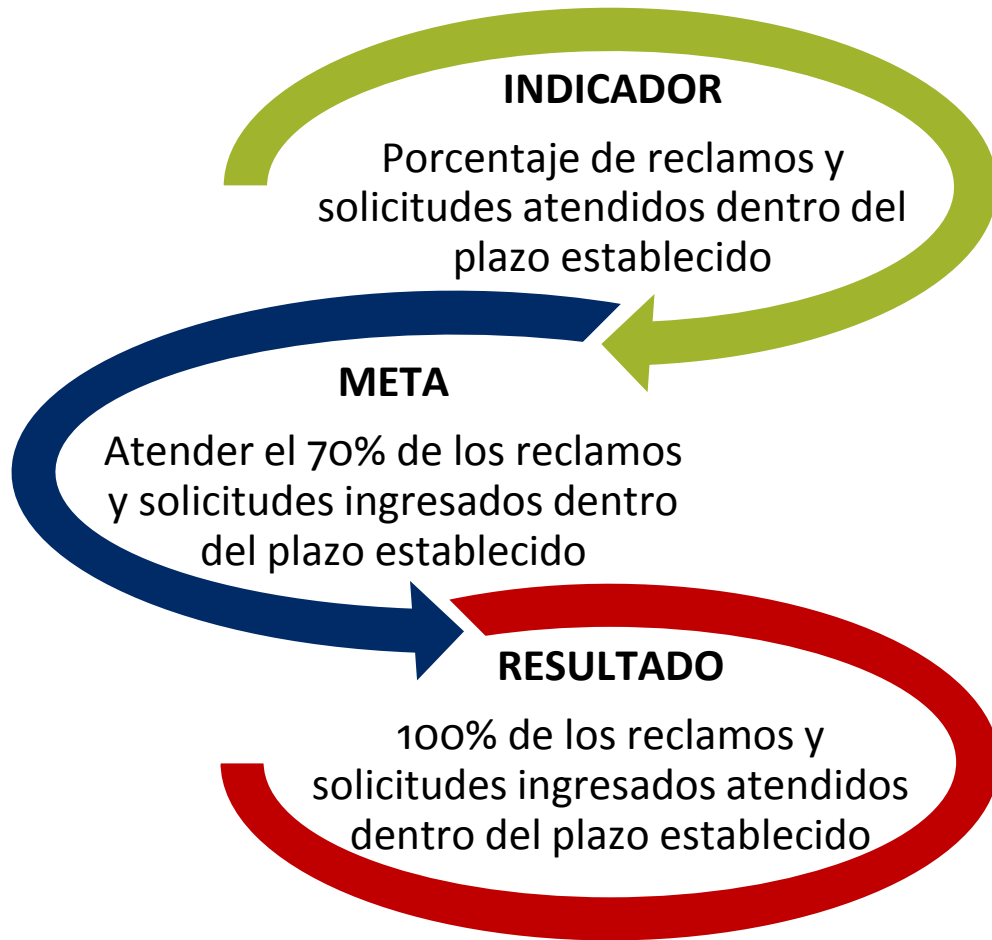 INDICADOR
Porcentaje de reclamos y
solicitudes atendidos dentro del
plazo establecido
META
Atender el 70% de los reclamos
y solicitudes ingresados dentro
del plazo establecido
RESULTADO
100% de los reclamos y
solicitudes ingresados atendidos
dentro del plazo establecido